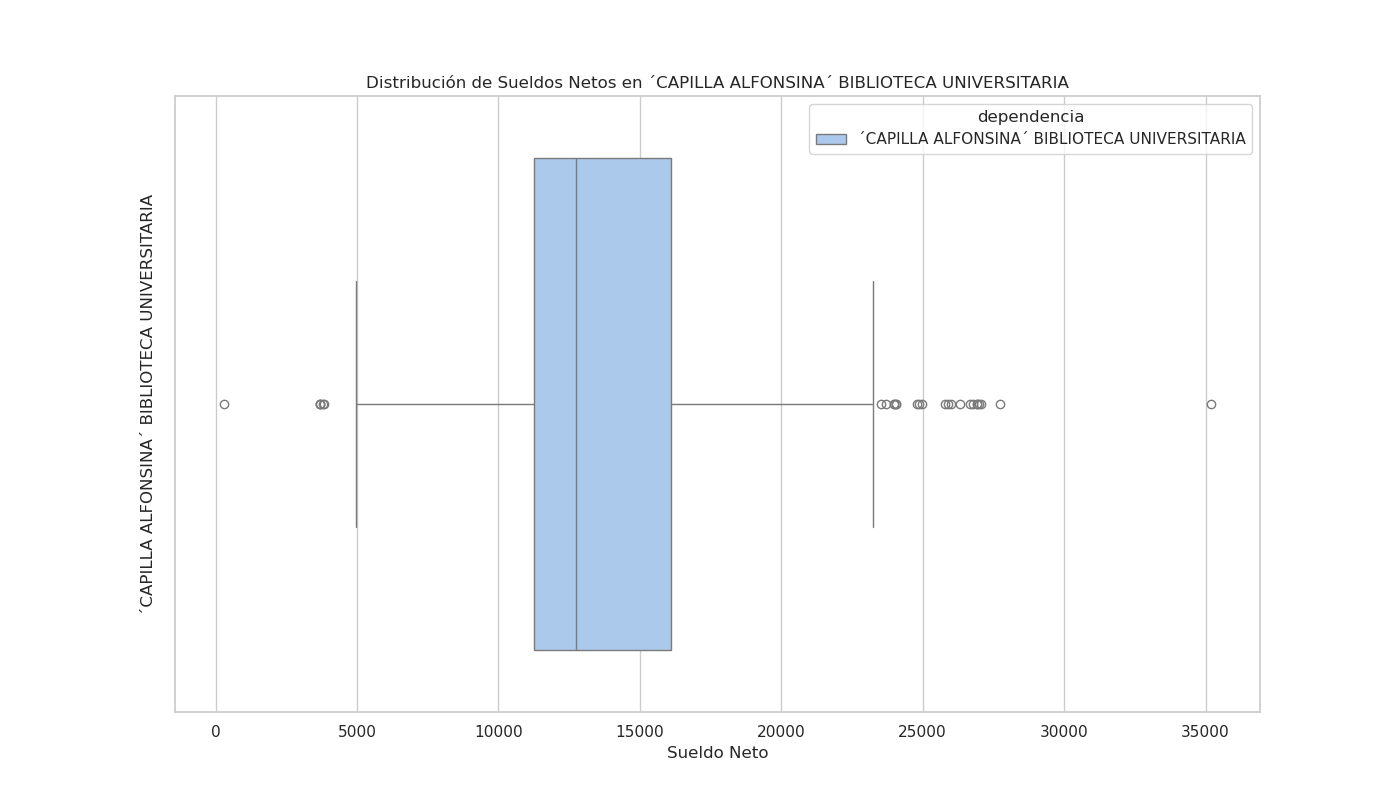 Distribución de Sueldos Netos en ´CAPILLA ALFONSINA´ BIBLIOTECA UNIVERSITARIA
dependencia
´CAPILLA ALFONSINA´ BIBLIOTECA UNIVERSITARIA
´CAPILLA ALFONSINA´ BIBLIOTECA UNIVERSITARIA
0 5000 10000 15000 20000 25000 30000 35000
Sueldo Neto